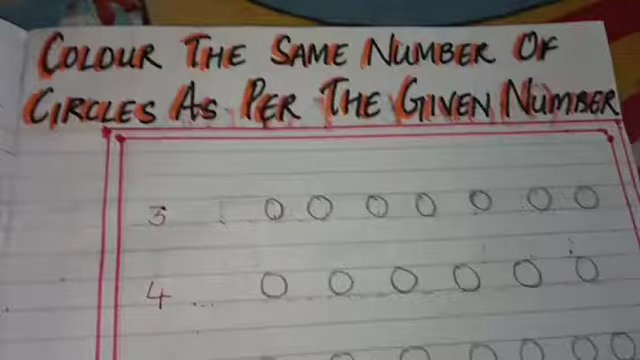 COLOUR THE SAME NUMBER OF
CIRCLES AS PER THE GIVEN NUMBER
3
4